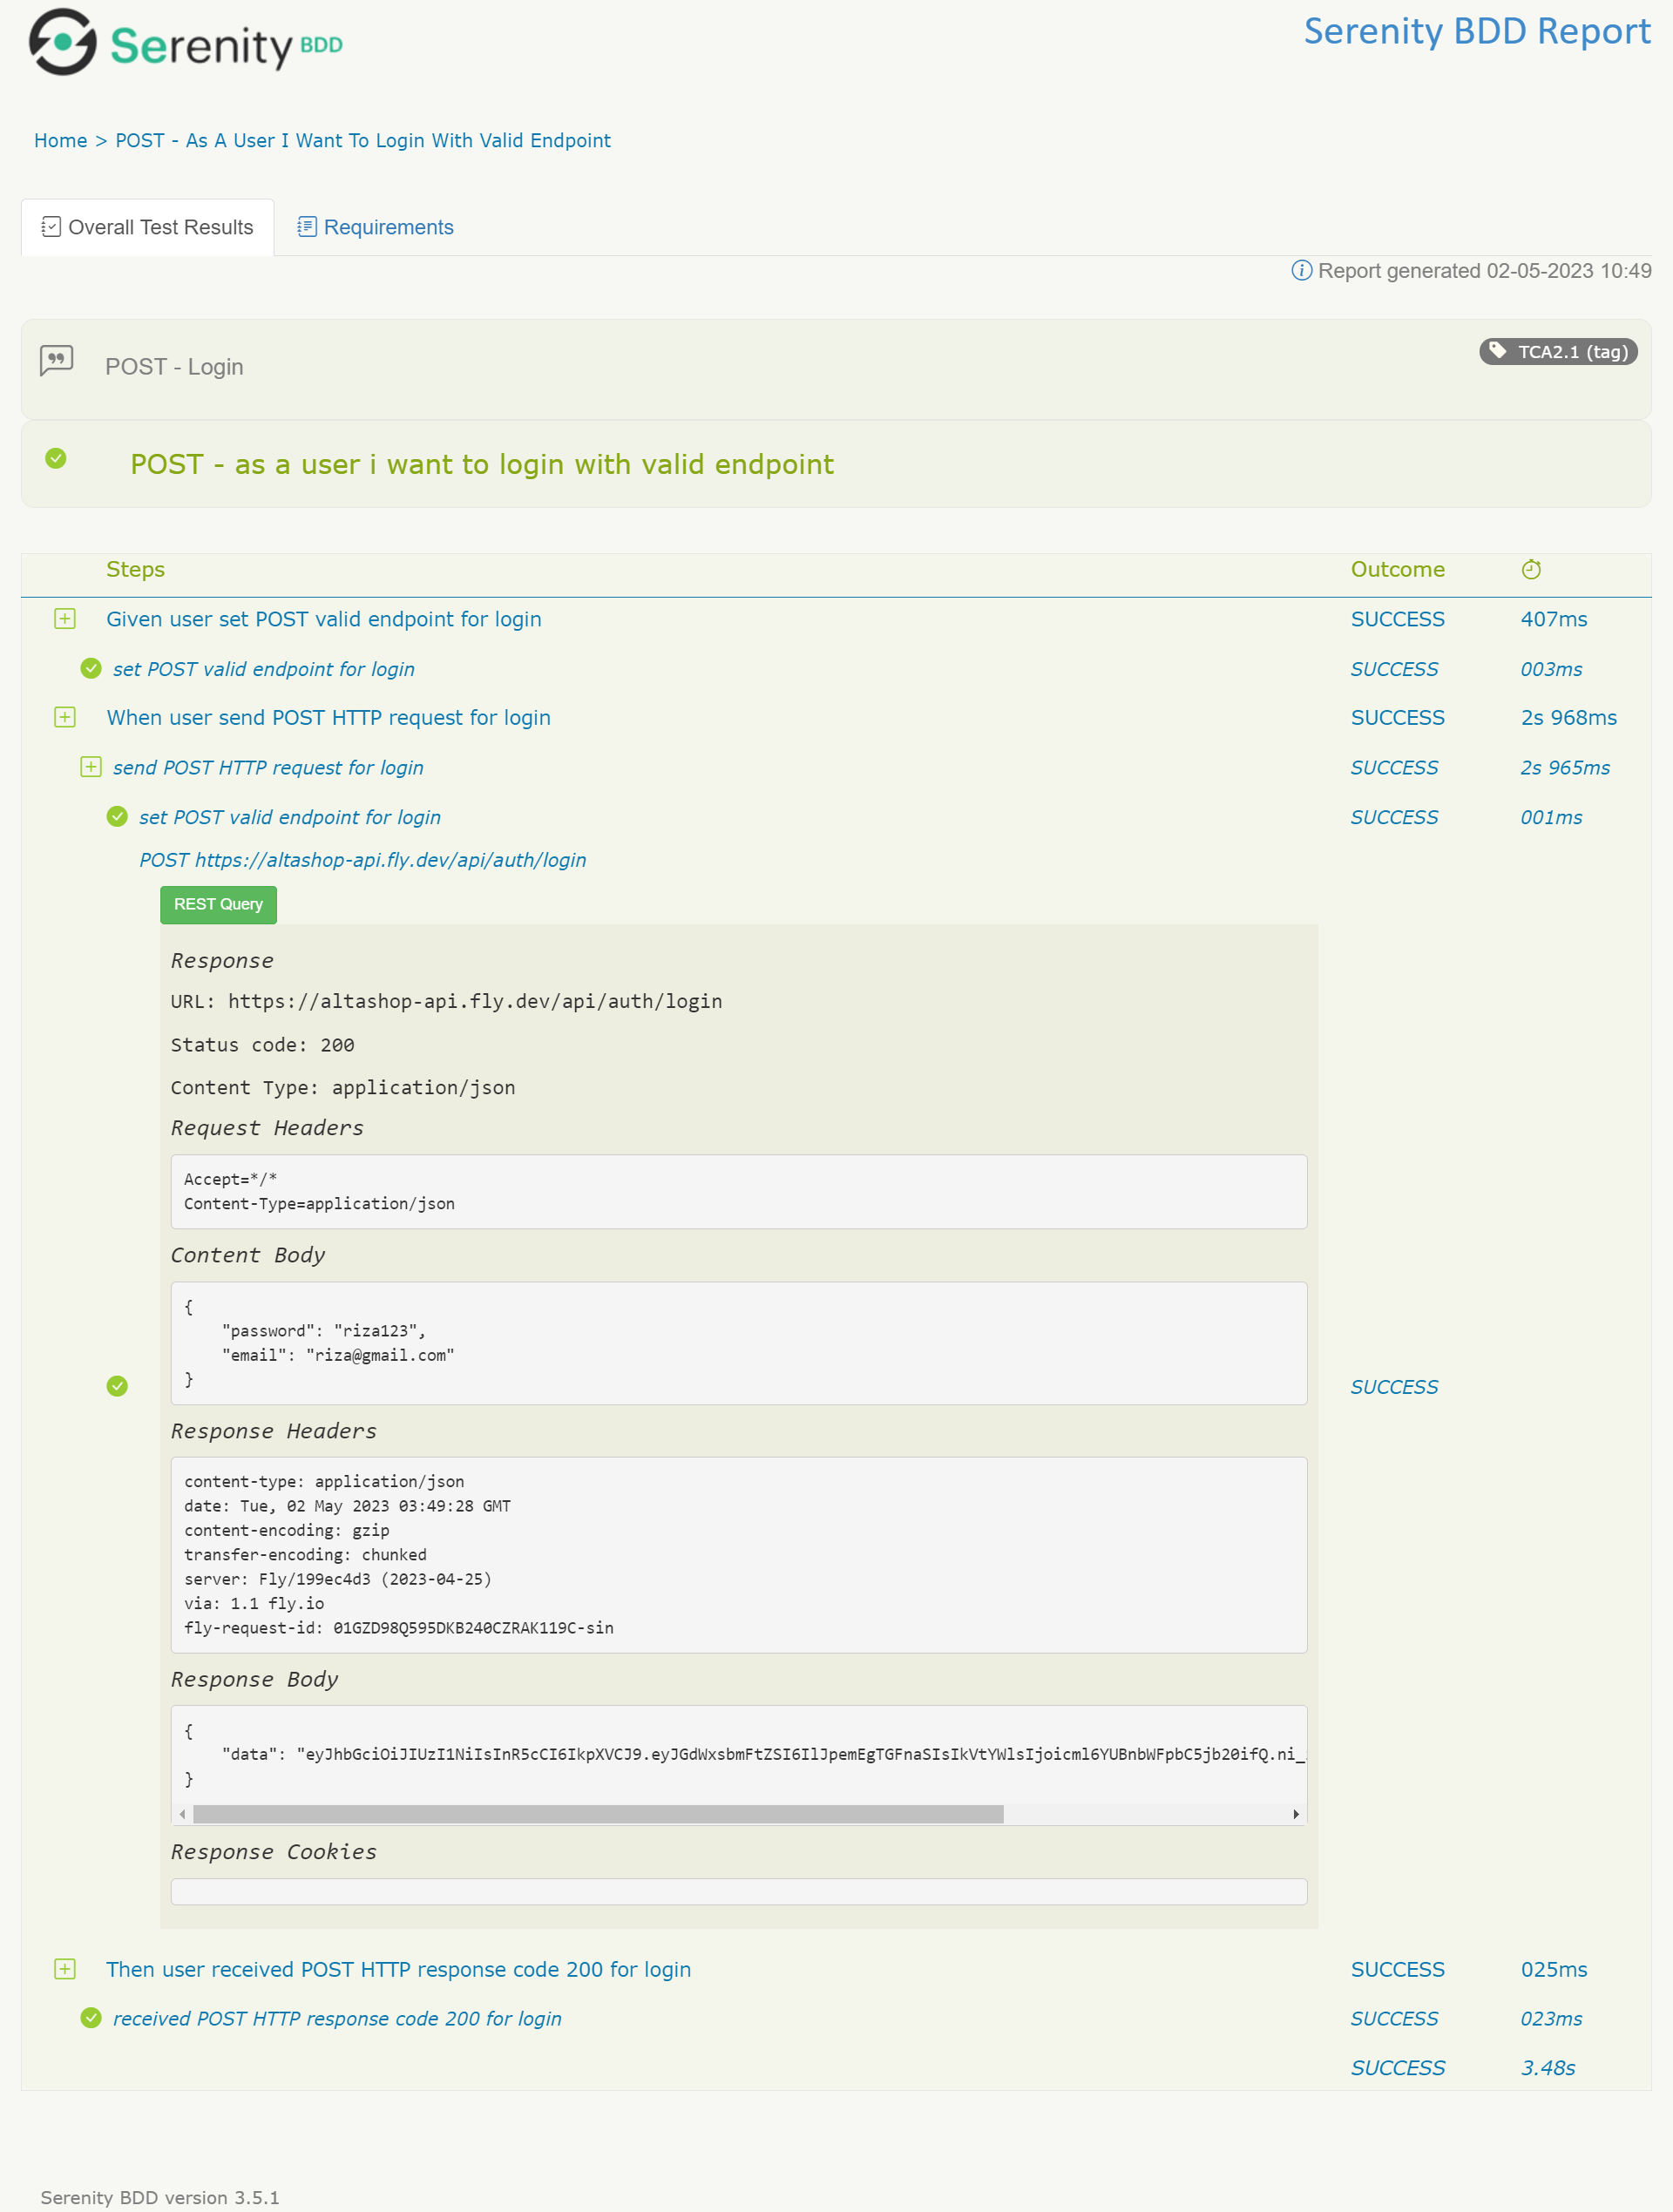 Serenity BDD
Serenity BDD Report
Home > POST - As A User I Want To Login With Valid Endpoint
Overall Test Results
Requirements
Report generated 02-05-2023 10:49
POST - Login
TCA2.1 (tag)
POST - as a user i want to login with valid endpoint
Steps Outcome
Given user set POST valid endpoint for login SUCCESS 407ms
set POST valid endpoint for login SUCCESS 003ms
When user send POST HTTP request for login SUCCESS 2s 968ms
send POST HTTP request for login SUCCESS 2s 965ms
set POST valid endpoint for login SUCCESS 001ms
POST https://altashop-api.fly.dev/api/auth/login
REST Query
Response
URL: https://altashop-api.fly.dev/api/auth/login
Status code: 200
Content Type: application/json
Request Headers
Accept=*/*
Content-Type=application/json
Content Body
{
"password": "riza123",
"email": "riza@gmail.com"
}
SUCCESS
Response Headers
content-type: application/json
date: Tue, 02 May 2023 03:49:28 GMT
content-encoding: gzip
transfer-encoding: chunked
server: Fly/199ec4d3 (2023-04-25)
via: 1.1 fly.io
fly-request-id: 01GZD98Q595DKB240CZRAK119C-sin
Response Body
{
"data": "eyJhbGciOiJIUzI1NiIsInR5cCI6IkpXVCJ9.eyJGdWxsbmFtZSI6IlJpemEgTGFnaSIsIkVtYWlsIjoicml6YUBnbWFpbC5jb20ifQ.ni_
}
Response Cookies
Then user received POST HTTP response code 200 for login SUCCESS 025ms
received POST HTTP response code 200 for login SUCCESS 023ms
SUCCESS 3.48s
Serenity BDD version 3.5.1